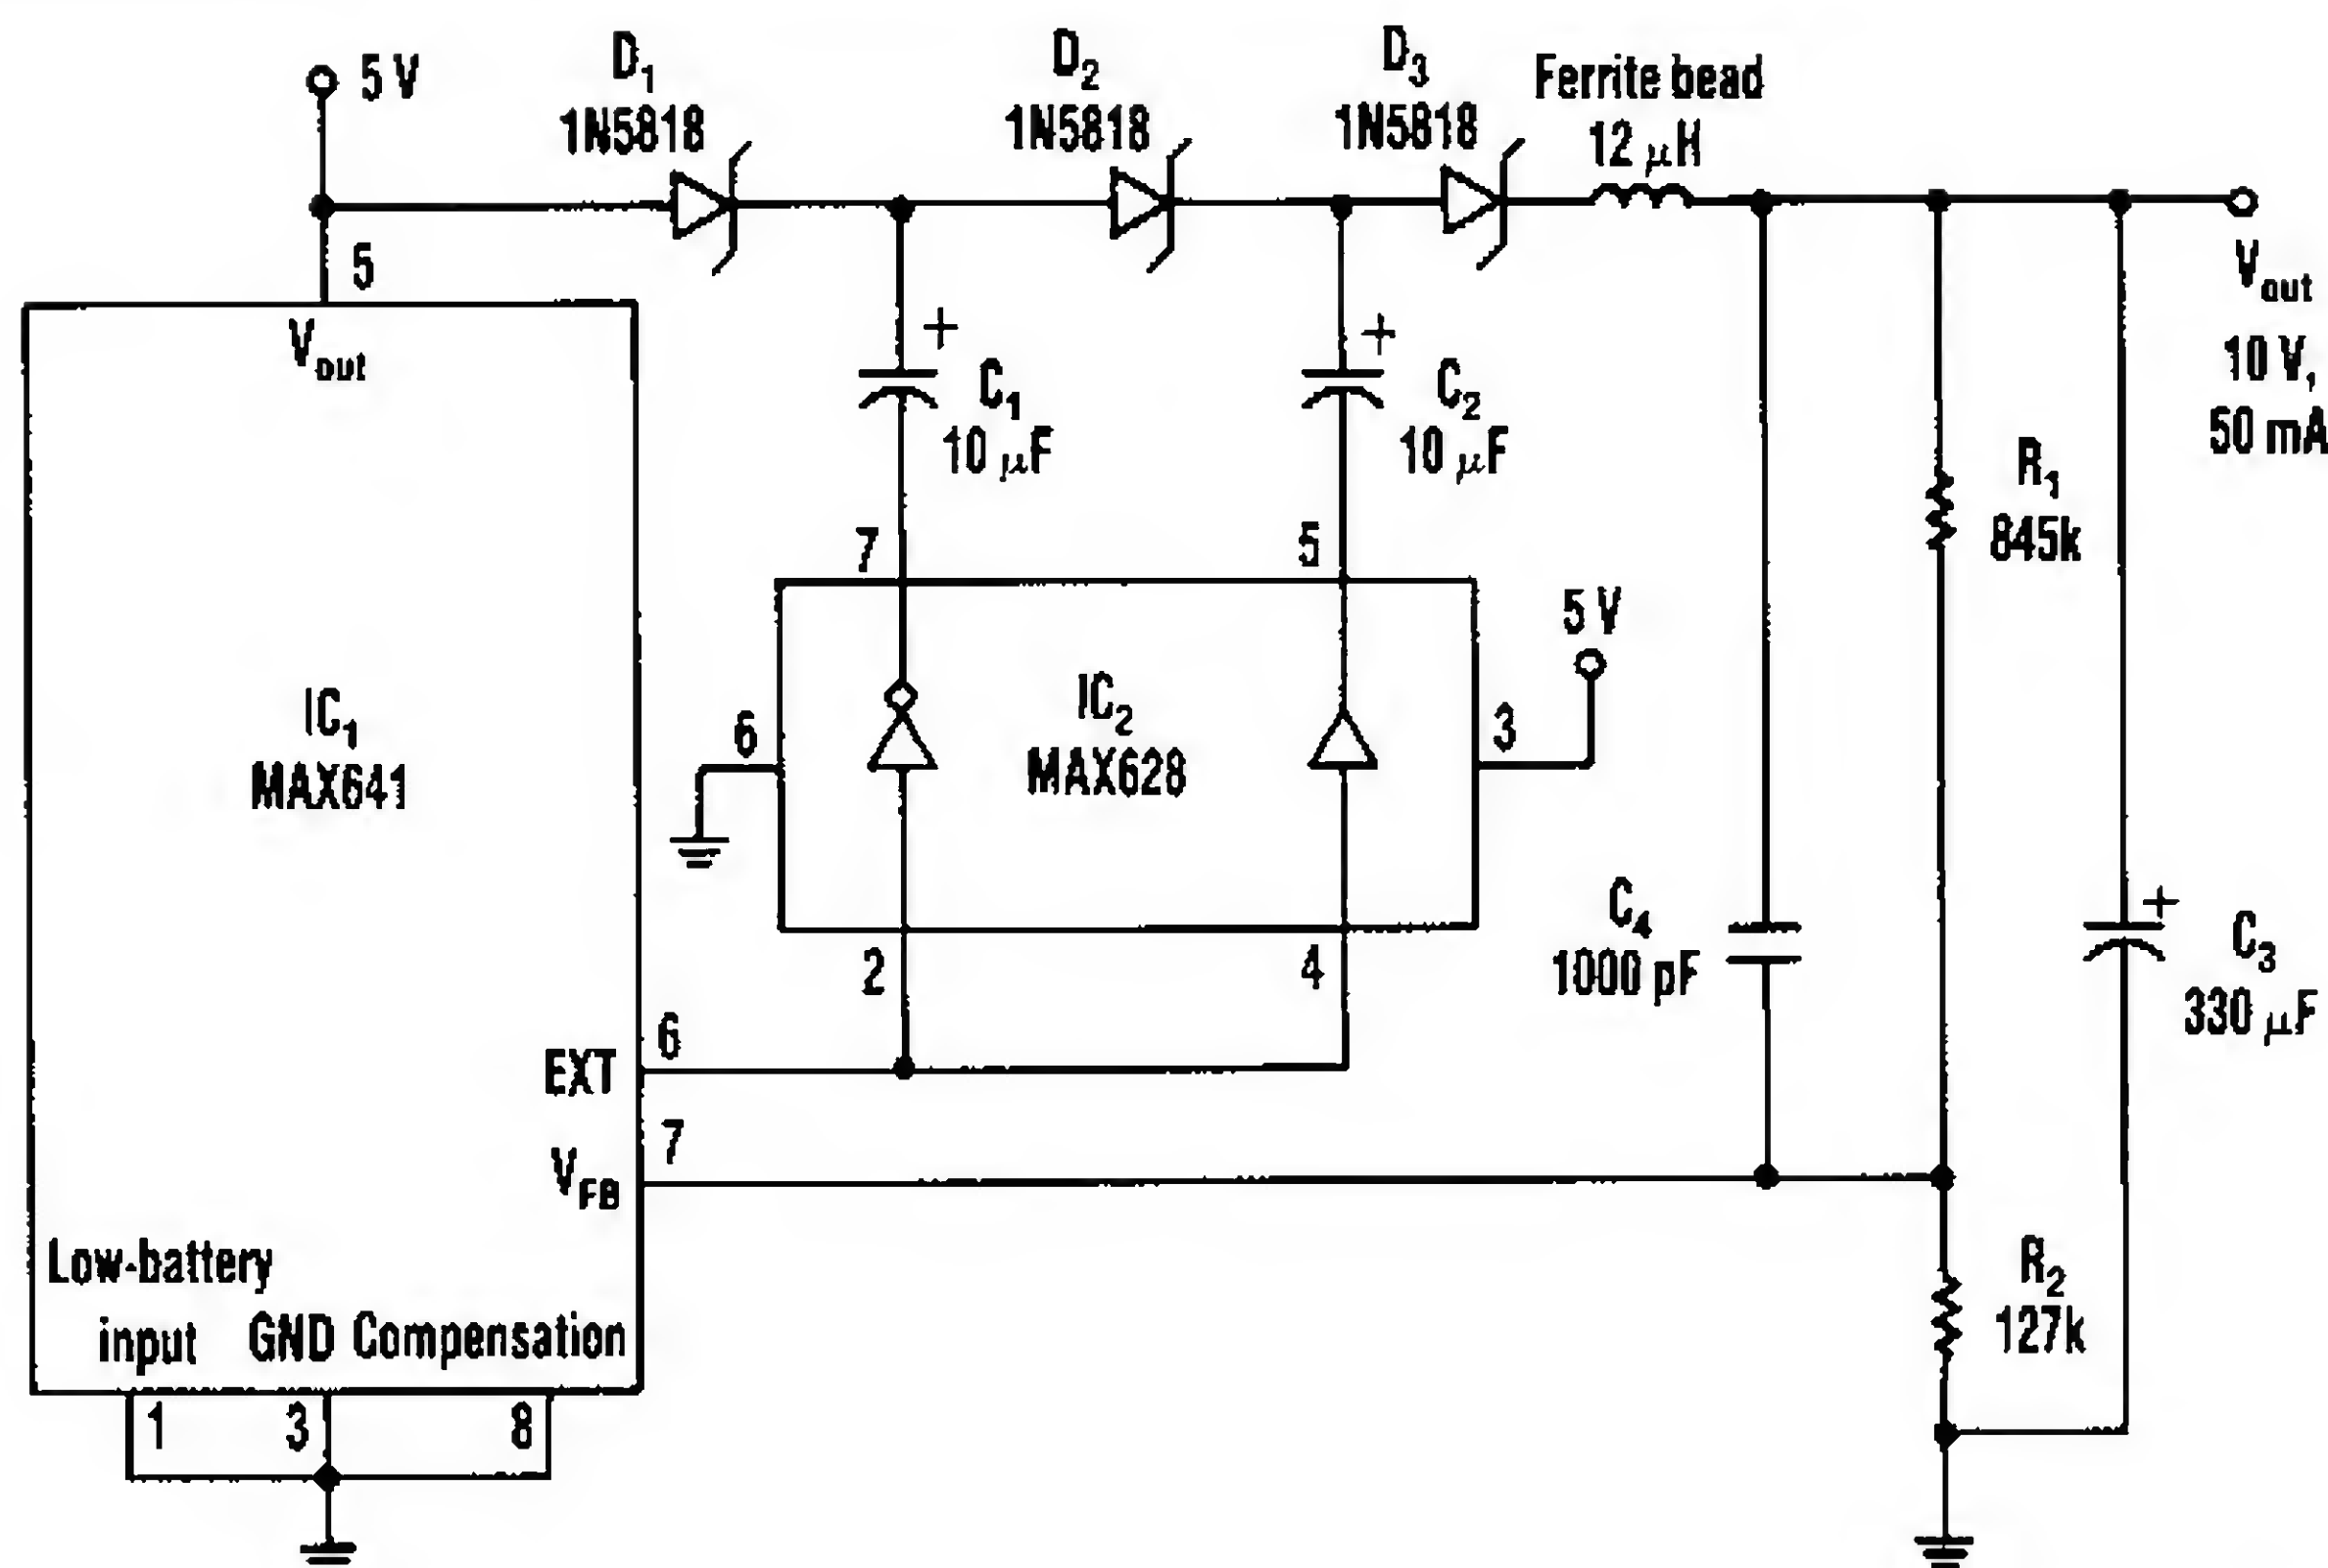 5 V
D1
1N5818
D2
1N5818
D3
1N5818
Ferrite bead
12 μH
5
Vout
+
C1
10 μF
+
C2
10 μF
Vout
10 V,
50 mA
R1
845k
7
5
5 V
IC1
MAX641
6
IC2
MAX628
3
2
4
C4
1000 pF
+
C3
330 μF
EXT
6
VFB
7
Low-battery
input
GND
Compensation
R2
127k
1
3
8